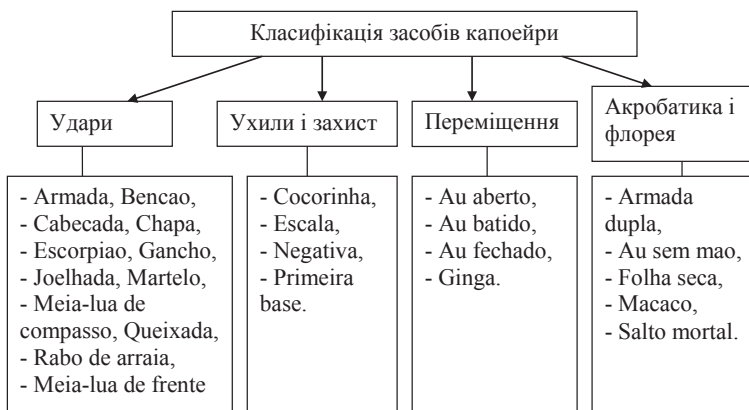 Класифікація засобів капоейри
Удари
Ухили і захист
Переміщення
Акробатика і
флорея
- Armada, Bencao,
- Cabecada, Chapa,
- Escorpiao, Gancho,
- Joelhada, Martelo,
- Meia-lua de
compasso, Queixada,
- Rabo de arraia,
- Meia-lua de frente
- Cocorinha,
- Escala,
- Negativa,
- Primeira
base.
- Au aberto,
- Au batido,
- Au fechado,
- Ginga.
- Armada
dupla,
- Au sem mao,
- Folha seca,
- Macaco,
- Salto mortal.